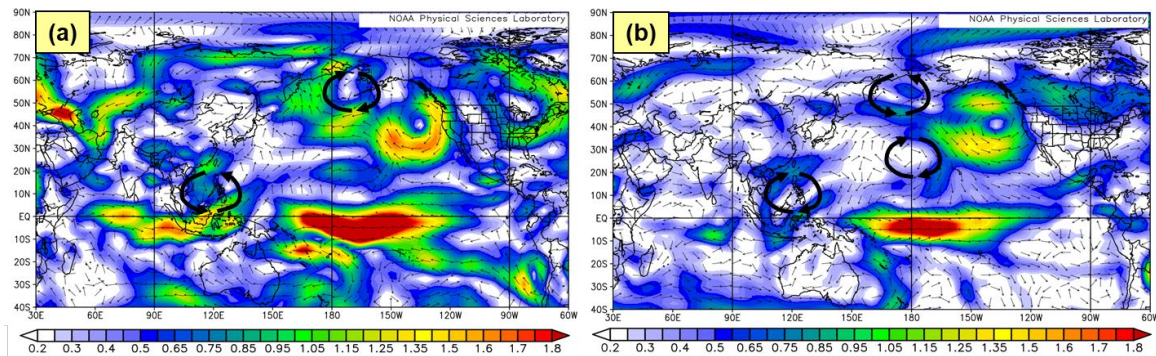 (a)
NOAA Physical Sciences Laboratory
90N
80N
70N
60N
50N
40N
30N
20N
10N
EQ
10S
20S
30S
40S
30E 60E 90E 120E 150E 180 150W 120W 90W 60W
0.2 0.3 0.4 0.5 0.65 0.75 0.85 0.95 1.05 1.15 1.25 1.35 1.5 1.6 1.7 1.8
(b)
NOAA Physical Sciences Laboratory
90N
80N
70N
60N
50N
40N
30N
20N
10N
EQ
10S
20S
30S
40S
30E 60E 90E 120E 150E 180 150W 120W 90W 60W
0.2 0.3 0.4 0.5 0.65 0.75 0.85 0.95 1.05 1.15 1.25 1.35 1.5 1.6 1.7 1.8